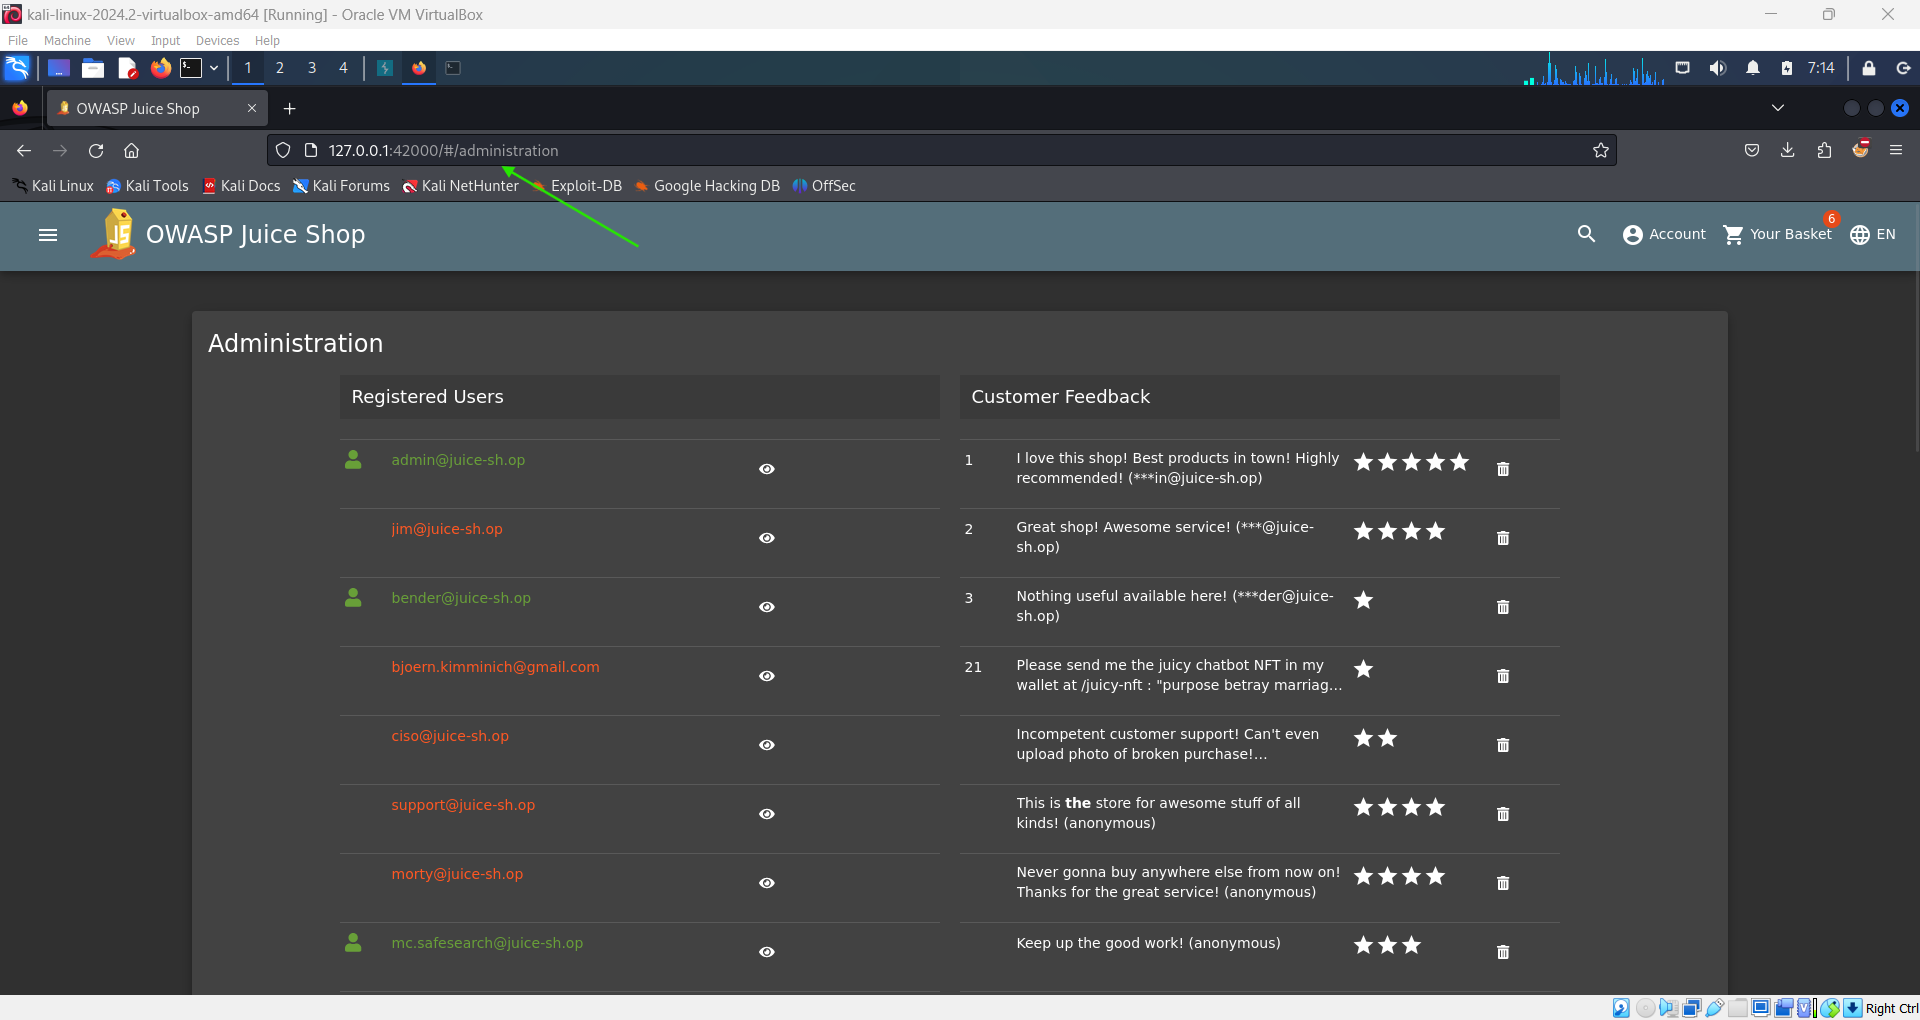 kali-linux-2024.2-virtualbox-amd64 [Running] - Oracle VM VirtualBox
File Machine View Input Devices Help
1 2 3 4 7:14
OWASP Juice Shop
127.0.0.1:42000/#/administration
Kali Linux Kali Tools Kali Docs Kali Forums Kali NetHunter Exploit-DB Google Hacking DB OffSec
OWASP Juice Shop Account Your Basket 6 EN
Administration
Registered Users
admin@juice-sh.op
jim@juice-sh.op
bender@juice-sh.op
bjoern.kimminich@gmail.com
ciso@juice-sh.op
support@juice-sh.op
morty@juice-sh.op
mc.safesearch@juice-sh.op
Customer Feedback
1 I love this shop! Best products in town! Highly
recommended! (***in@juice-sh.op)
2 Great shop! Awesome service! (***@juice-
sh.op)
3 Nothing useful available here! (***der@juice-
sh.op)
21 Please send me the juicy chatbot NFT in my
wallet at /juicy-nft : "purpose betray marriag…
Incompetent customer support! Can't even
upload photo of broken purchase!…
This is the store for awesome stuff of all
kinds! (anonymous)
Never gonna buy anywhere else from now on!
Thanks for the great service! (anonymous)
Keep up the good work! (anonymous)
Right Ctrl